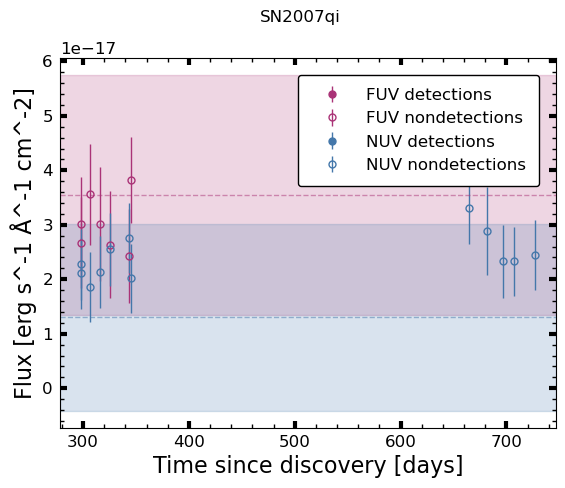 SN2007qi
1e−17
6
5
4
3
2
1
0
Flux [erg s^-1 Å^-1 cm^-2]
FUV detections
FUV nondetections
NUV detections
NUV nondetections
300 400 500 600 700
Time since discovery [days]